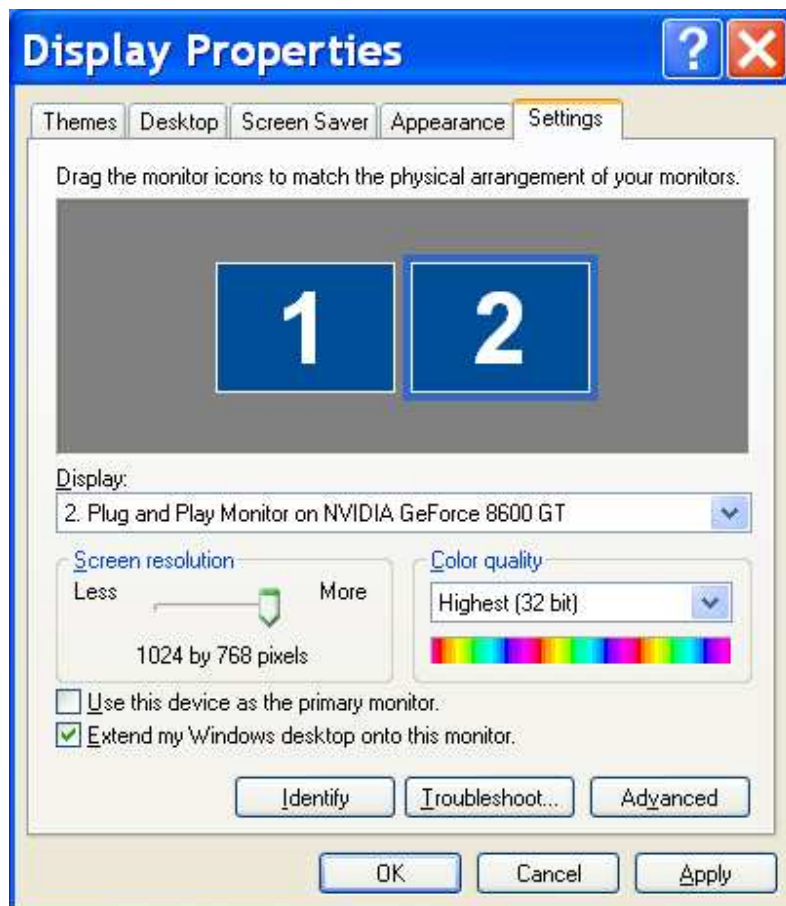 Display Properties
Themes Desktop Screen Saver Appearance Settings
Drag the monitor icons to match the physical arrangement of your monitors.
1 2
Display:
2. Plug and Play Monitor on NVIDIA GeForce 8600 GT
Screen resolution Color quality
Less More Highest (32 bit)
1024 by 768 pixels
Use this device as the primary monitor.
Extend my Windows desktop onto this monitor.
Identify Troubleshoot... Advanced
OK Cancel Apply